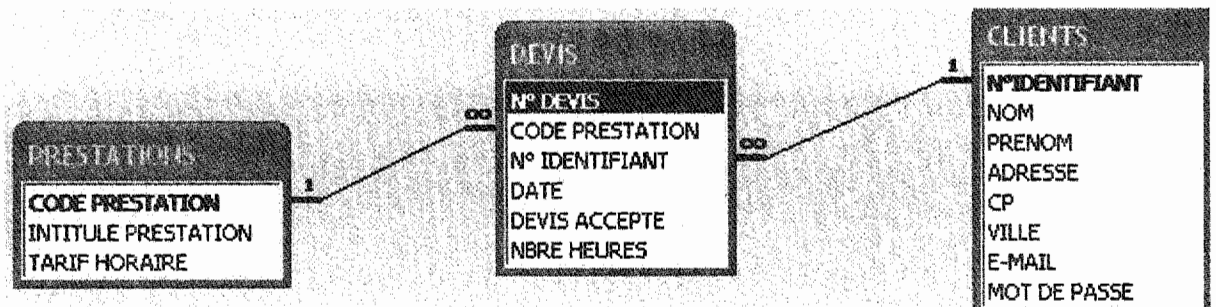 PRESTATIONS
CODE PRESTATION
INTITULE PRESTATION
TARIF HORAIRE
1
∞
DEVIS
N° DEVIS
CODE PRESTATION
N° IDENTIFIANT
DATE
DEVIS ACCEPTE
NBRE HEURES
∞
1
CLIENTS
N°IDENTIFIANT
NOM
PRENOM
ADRESSE
CP
VILLE
E-MAIL
MOT DE PASSE